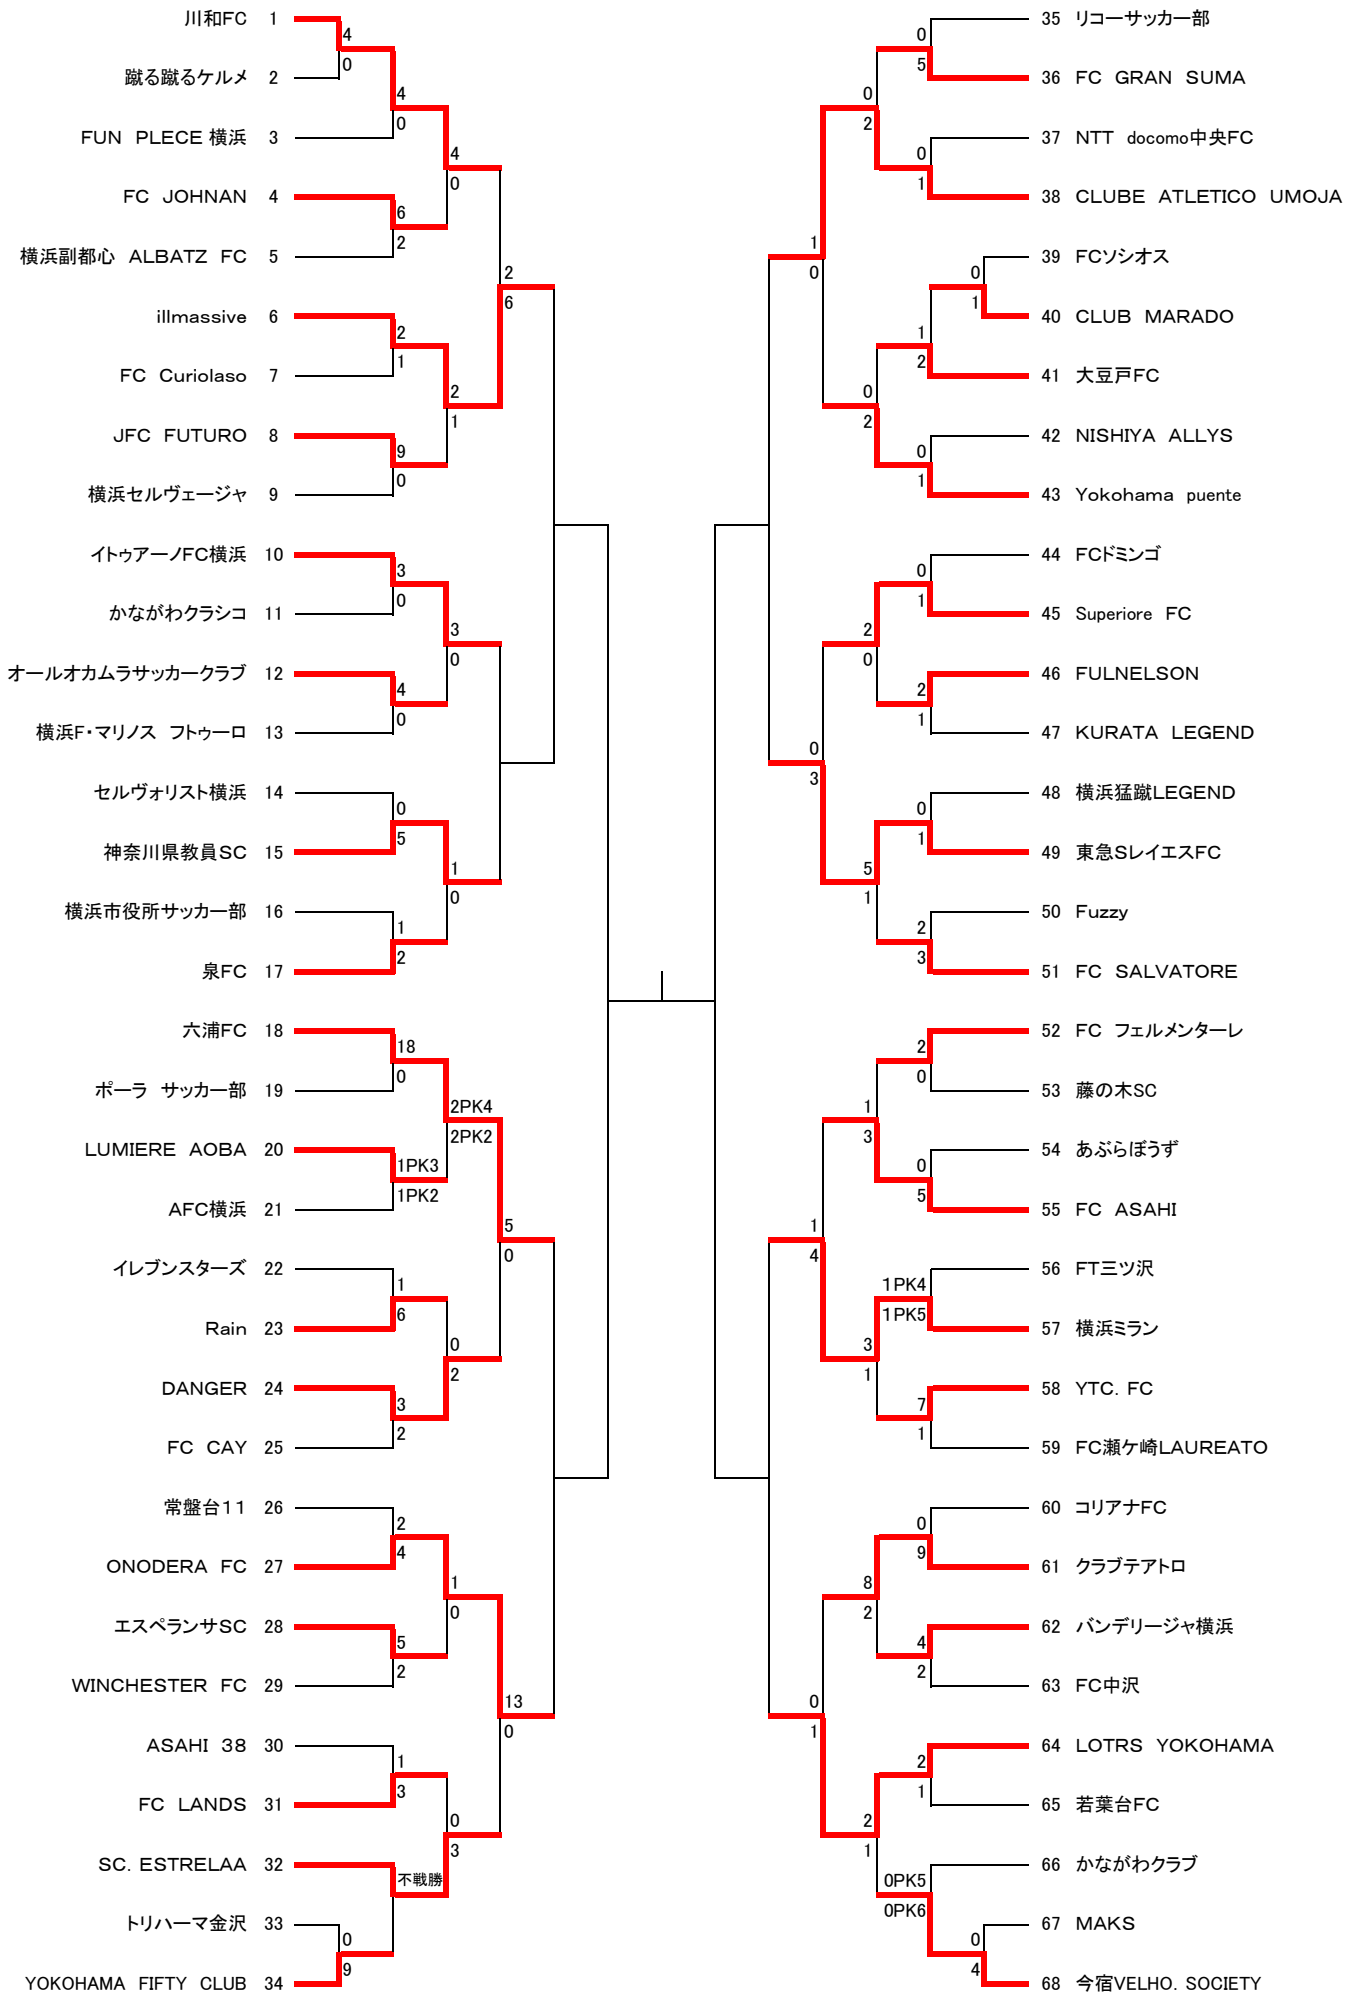 川和FC 1
4
0
蹴る蹴るケルメ 2
4
0
FUN PLECE 横浜 3
4
0
FC JOHNAN 4
6
2
横浜副都心 ALBATZ FC 5
2
6
illmassive 6
2
1
FC Curiolaso 7
2
1
JFC FUTURO 8
9
0
横浜セルヴェージャ 9
イトゥアーノFC横浜 10
3
0
かながわクラシコ 11
3
0
オールオカムラサッカークラブ 12
4
0
横浜F・マリノス フトゥーロ 13
セルヴォリスト横浜 14
0
5
神奈川県教員SC 15
1
0
横浜市役所サッカー部 16
1
2
泉FC 17
六浦FC 18
18
0
ポーラ サッカー部 19
2PK4
2PK2
LUMIERE AOBA 20
1PK3
1PK2
AFC横浜 21
5
0
イレブンスターズ 22
1
6
Rain 23
0
2
DANGER 24
3
2
FC CAY 25
常盤台11 26
2
4
ONODERA FC 27
1
0
エスペランサSC 28
5
2
WINCHESTER FC 29
13
0
ASAHI 38 30
1
3
FC LANDS 31
0
3
SC. ESTRELAA 32
不戦勝
トリハーマ金沢 33
0
9
YOKOHAMA FIFTY CLUB 34
35 リコーサッカー部
0
5
36 FC GRAN SUMA
0
2
37 NTT docomo中央FC
0
1
38 CLUBE ATLETICO UMOJA
1
0
39 FCソシオス
0
1
40 CLUB MARADO
1
2
41 大豆戸FC
0
2
42 NISHIYA ALLYS
0
1
43 Yokohama puente
44 FCドミンゴ
0
1
45 Superiore FC
2
0
46 FULNELSON
2
1
47 KURATA LEGEND
0
3
48 横浜猛蹴LEGEND
0
1
49 東急SレイエスFC
5
1
50 Fuzzy
2
3
51 FC SALVATORE
52 FC フェルメンターレ
2
0
53 藤の木SC
1
3
54 あぶらぼうず
0
5
55 FC ASAHI
1
4
56 FT三ツ沢
1PK4
1PK5
57 横浜ミラン
3
1
58 YTC. FC
7
1
59 FC瀬ケ崎LAUREATO
60 コリアナFC
0
9
61 クラブテアトロ
8
2
62 バンデリージャ横浜
4
2
63 FC中沢
0
1
64 LOTRS YOKOHAMA
2
1
65 若葉台FC
2
1
66 かながわクラブ
0PK5
0PK6
67 MAKS
0
4
68 今宿VELHO. SOCIETY